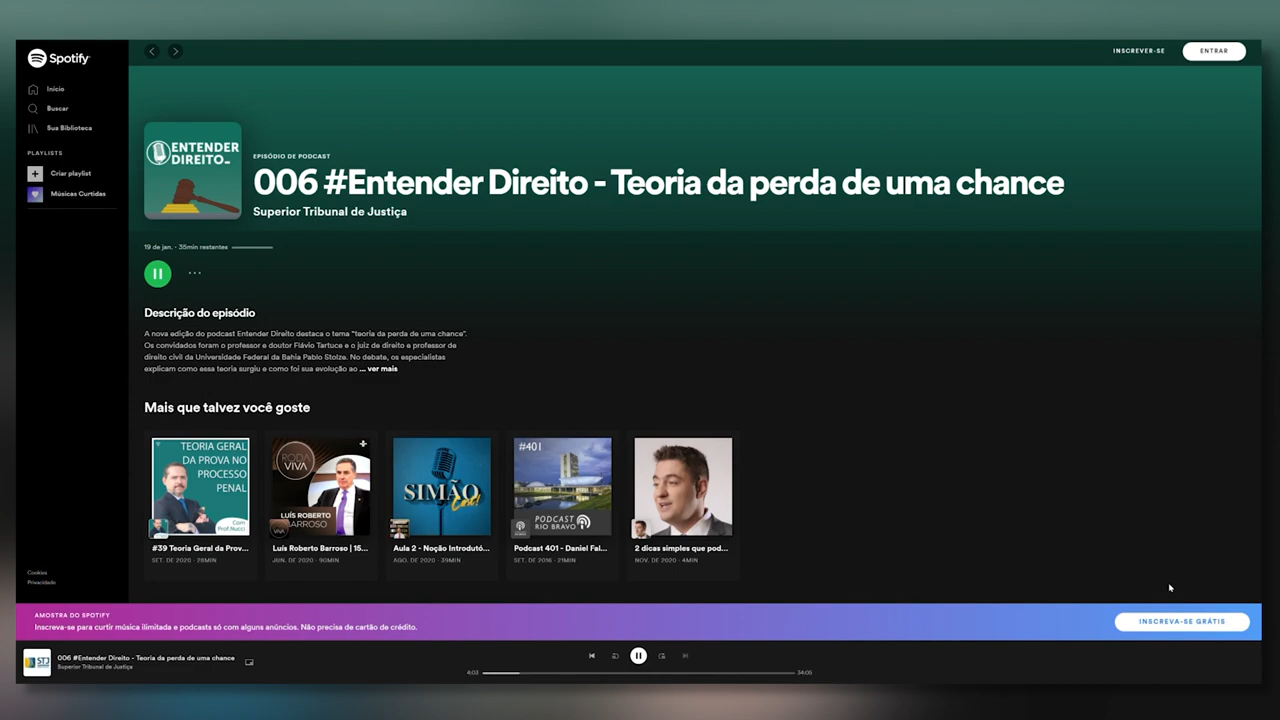 Spotify
Início
Buscar
Sua Biblioteca
PLAYLISTS
Criar playlist
Músicas Curtidas
Cookies
Privacidade
INSCREVER-SE
ENTRAR
ENTENDER
DIREITO
EPISÓDIO DE PODCAST
006 #Entender Direito - Teoria da perda de uma chance
Superior Tribunal de Justiça
19 de jan. · 35min restantes
Descrição do episódio
A nova edição do podcast Entender Direito destaca o tema "teoria da perda de uma chance".
Os convidados foram o professor e doutor Flávio Tartuce e o juiz de direito e professor de
direito civil da Universidade Federal da Bahia Pablo Stolze. No debate, os especialistas
explicam como essa teoria surgiu e como foi sua evolução ao ... ver mais
Mais que talvez você goste
TEORIA GERAL
DA PROVA NO
PROCESSO
PENAL
Com
Prof. Nucci
#39 Teoria Geral da Prov...
SET. DE 2020 · 28MIN
RODA
VIVA
LUÍS ROBERTO
BARROSO
VIVA
Luís Roberto Barroso | 15...
JUN. DE 2020 · 90MIN
SIMÃO
Cast!
Aula 2 - Noção Introdutó...
AGO. DE 2020 · 39MIN
#401
PODCAST
RIO BRAVO
Podcast 401 - Daniel Fal...
SET. DE 2016 · 21MIN
2 dicas simples que pod...
NOV. DE 2020 · 4MIN
AMOSTRA DO SPOTIFY
Inscreva-se para curtir música ilimitada e podcasts só com alguns anúncios. Não precisa de cartão de crédito.
INSCREVA-SE GRÁTIS
STJ
006 #Entender Direito - Teoria da perda de uma chance
Superior Tribunal de Justiça
4:03
34:05